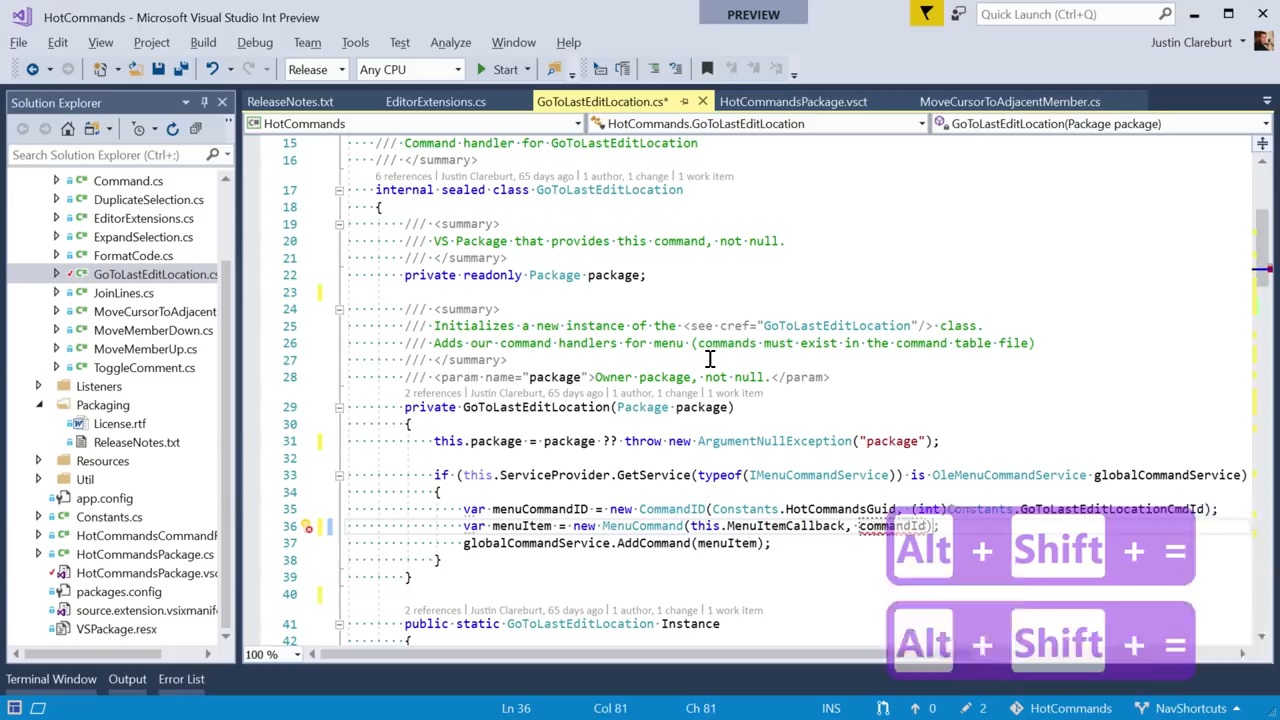 HotCommands - Microsoft Visual Studio Int Preview
PREVIEW
Quick Launch (Ctrl+Q)
File Edit View Project Build Debug Team Tools Test Analyze Window Help
Justin Clareburt
Release Any CPU Start
Solution Explorer
Search Solution Explorer (Ctrl+;)
Command.cs
DuplicateSelection.cs
EditorExtensions.cs
ExpandSelection.cs
FormatCode.cs
GoToLastEditLocation.cs
JoinLines.cs
MoveCursorToAdjacent
MoveMemberDown.cs
MoveMemberUp.cs
ToggleComment.cs
Listeners
Packaging
License.rtf
ReleaseNotes.txt
Resources
Util
app.config
Constants.cs
HotCommandsCommand
HotCommandsPackage.cs
HotCommandsPackage.vsc
packages.config
source.extension.vsixmanif
VSPackage.resx
ReleaseNotes.txt EditorExtensions.cs GoToLastEditLocation.cs* HotCommandsPackage.vsct MoveCursorToAdjacentMember.cs
HotCommands HotCommands.GoToLastEditLocation GoToLastEditLocation(Package package)
15 /// Command handler for GoToLastEditLocation
16 /// </summary>
6 references | Justin Clareburt, 65 days ago | 1 author, 1 change | 1 work item
17 internal sealed class GoToLastEditLocation
18 {
19 /// <summary>
20 /// VS Package that provides this command, not null.
21 /// </summary>
22 private readonly Package package;
23
24 /// <summary>
25 /// Initializes a new instance of the <see cref="GoToLastEditLocation"/> class.
26 /// Adds our command handlers for menu (commands must exist in the command table file)
27 /// </summary>
28 /// <param name="package">Owner package, not null.</param>
2 references | Justin Clareburt, 65 days ago | 1 author, 1 change | 1 work item
29 private GoToLastEditLocation(Package package)
30 {
31 this.package = package ?? throw new ArgumentNullException("package");
33 if (this.ServiceProvider.GetService(typeof(IMenuCommandService)) is OleMenuCommandService globalCommandService)
34 {
35 var menuCommandID = new CommandID(Constants.HotCommandsGuid, (int)Constants.GoToLastEditLocationCmdId);
36 var menuItem = new MenuCommand(this.MenuItemCallback, commandId);
37 globalCommandService.AddCommand(menuItem);
38 }
39 }
40
2 references | Justin Clareburt, 65 days ago | 1 author, 1 change | 1 work item
41 public static GoToLastEditLocation Instance
42 {
Alt + Shift + =
Alt + Shift + =
100 %
Terminal Window Output Error List
Ln 36 Col 81 Ch 81 INS 0 2 HotCommands NavShortcuts